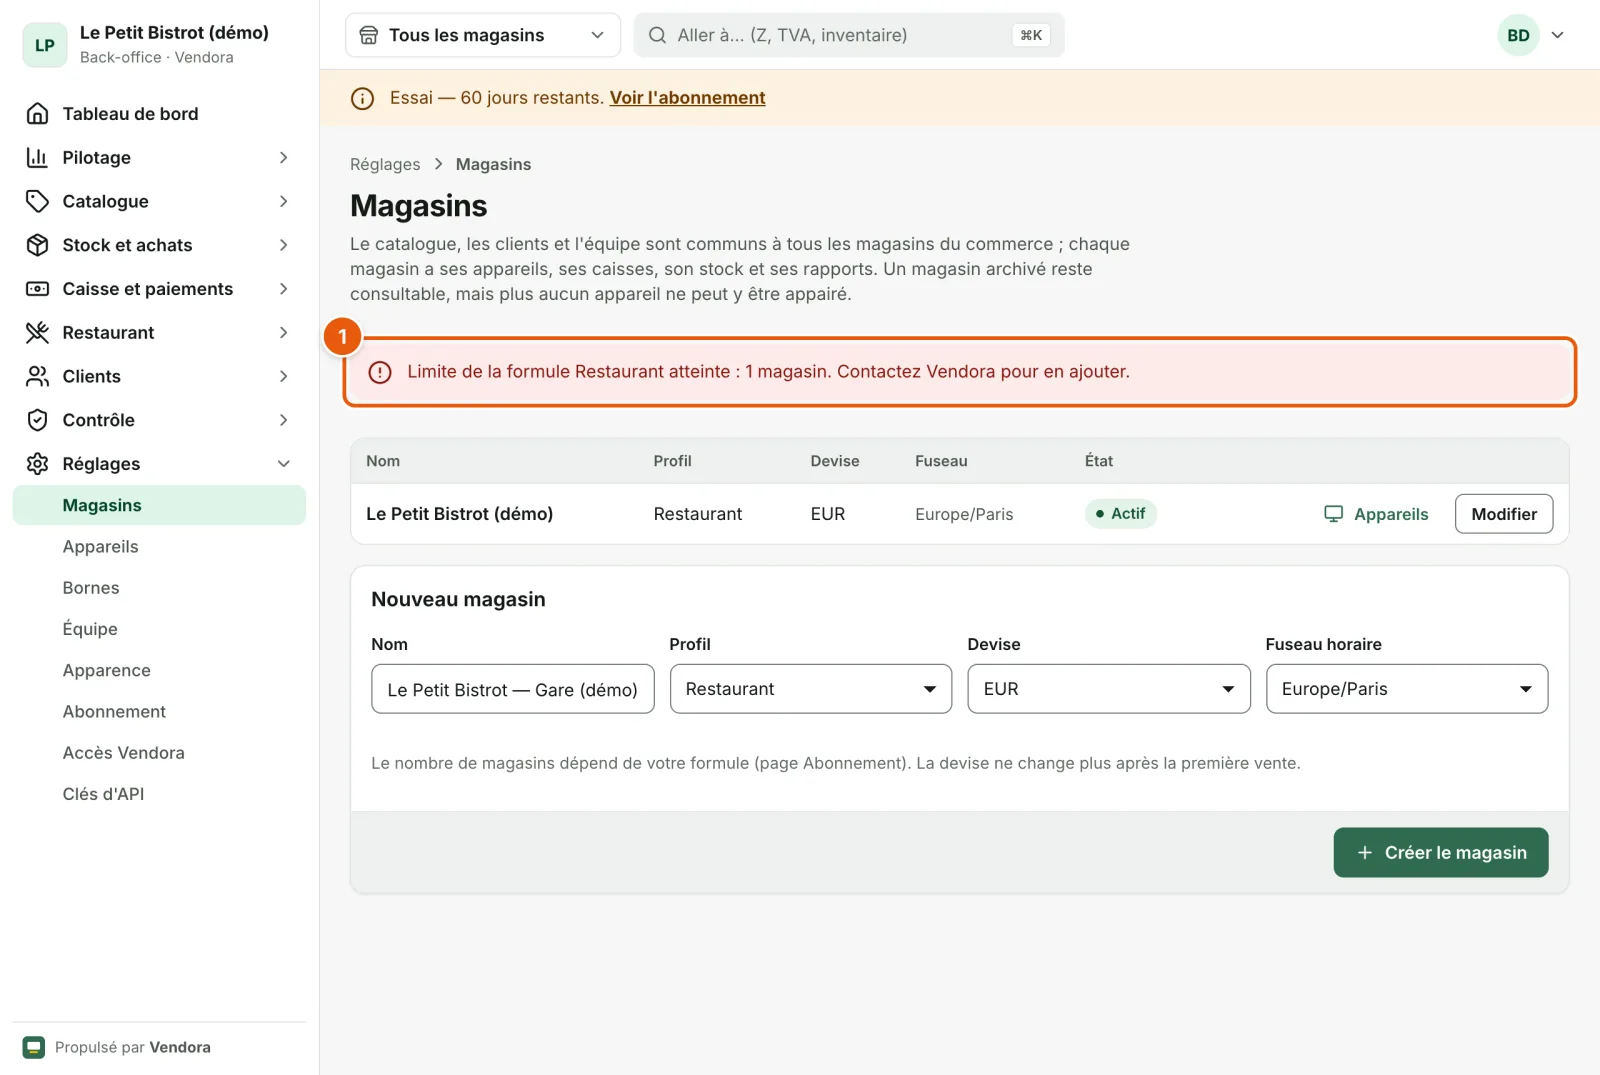 LP
Le Petit Bistrot (démo)
Back-office · Vendora
Tous les magasins
Aller à... (Z, TVA, inventaire)
⌘K
BD
Essai — 60 jours restants. Voir l'abonnement
Tableau de bord
Pilotage
Catalogue
Stock et achats
Caisse et paiements
Restaurant
Clients
Contrôle
Réglages
Magasins
Appareils
Bornes
Équipe
Apparence
Abonnement
Accès Vendora
Clés d'API
Propulsé par Vendora
Réglages > Magasins
Magasins
Le catalogue, les clients et l'équipe sont communs à tous les magasins du commerce ; chaque
magasin a ses appareils, ses caisses, son stock et ses rapports. Un magasin archivé reste
consultable, mais plus aucun appareil ne peut y être appairé.
1
Limite de la formule Restaurant atteinte : 1 magasin. Contactez Vendora pour en ajouter.
Nom Profil Devise Fuseau État
Le Petit Bistrot (démo) Restaurant EUR Europe/Paris Actif Appareils Modifier
Nouveau magasin
Nom Profil Devise Fuseau horaire
Le Petit Bistrot — Gare (démo) Restaurant EUR Europe/Paris
Le nombre de magasins dépend de votre formule (page Abonnement). La devise ne change plus après la première vente.
+ Créer le magasin